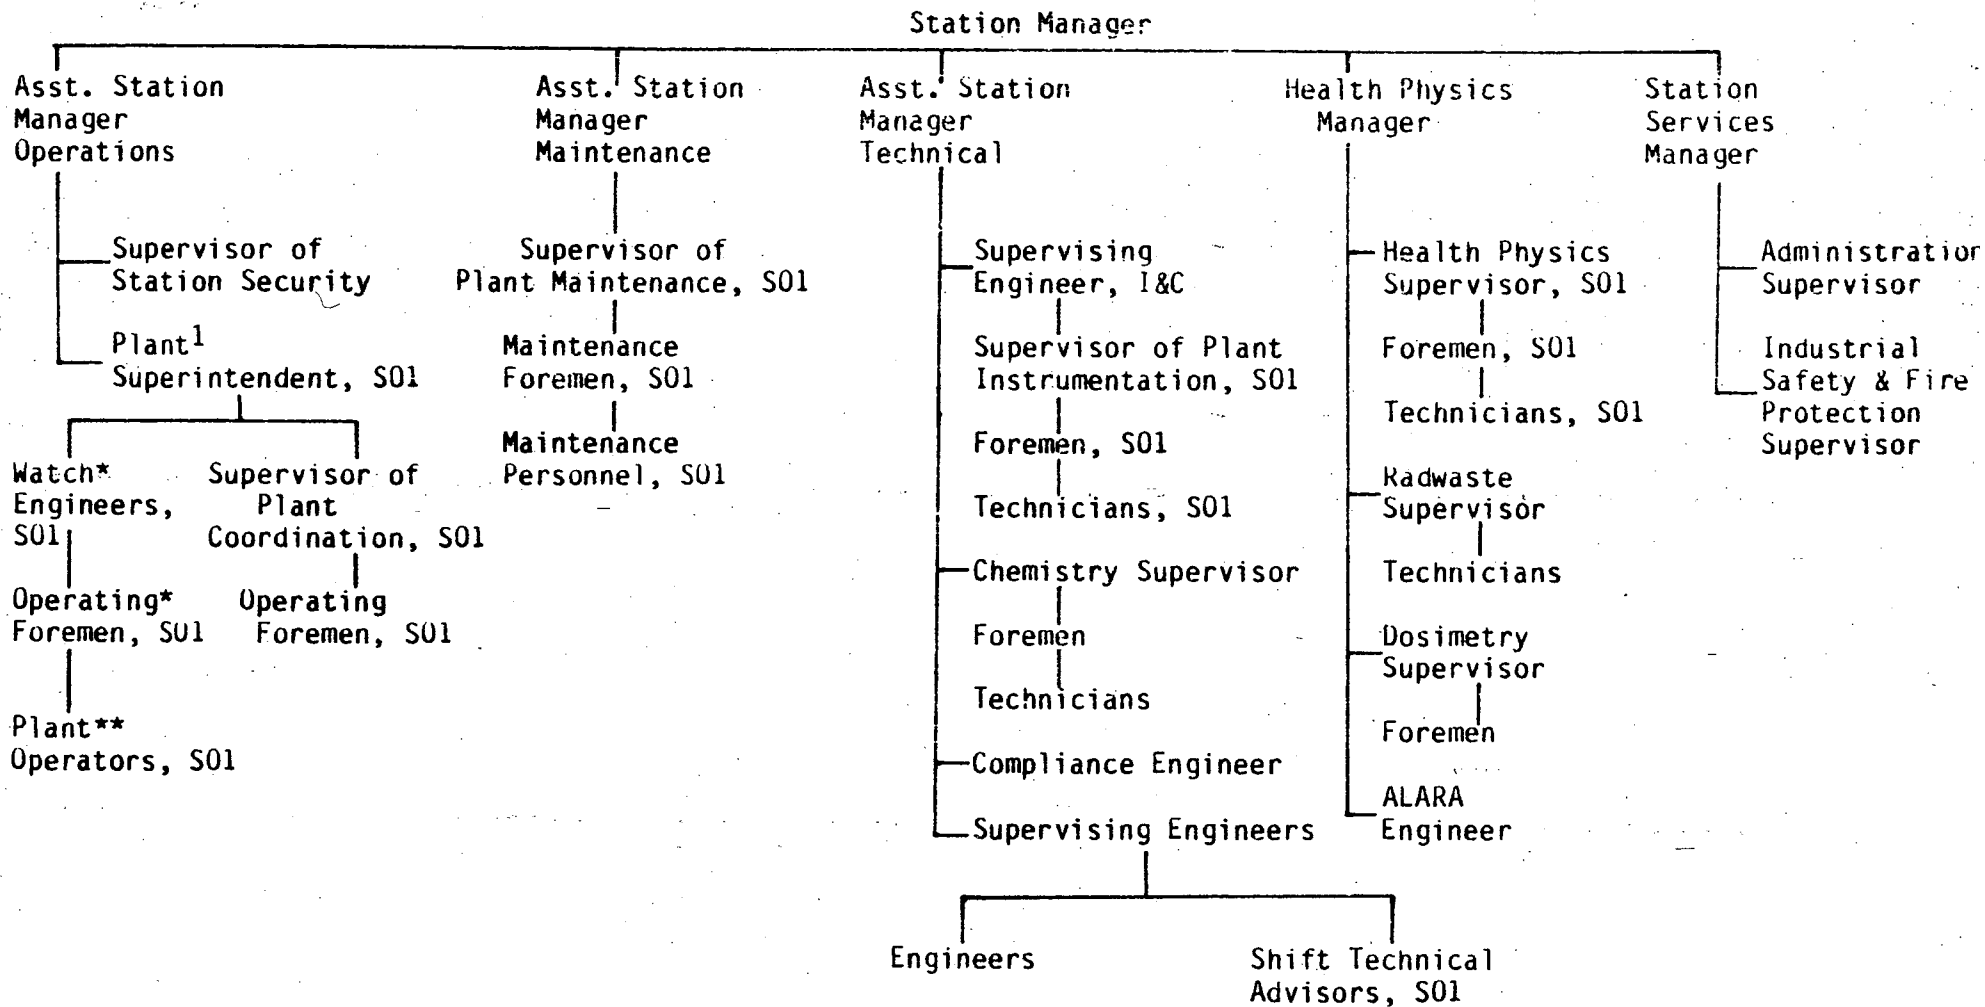 Station Manager
Asst. Station
Manager
Operations
Supervisor of
Station Security
Plant1
Superintendent, S01
Watch*
Engineers,
S01
Operating*
Foremen, S01
Plant**
Operators, S01
Supervisor of
Plant
Coordination, S01
Operating
Foremen, S01
Asst. Station
Manager
Maintenance
Supervisor of
Plant Maintenance, S01
Maintenance
Foremen, S01
Maintenance
Personnel, S01
Asst. Station
Manager
Technical
Supervising
Engineer, I&C
Supervisor of Plant
Instrumentation, S01
Foremen, S01
Technicians, S01
Chemistry Supervisor
Foremen
Technicians
Compliance Engineer
Supervising Engineers
Engineers
Shift Technical
Advisors, S01
Health Physics
Manager
Health Physics
Supervisor, S01
Foremen, S01
Technicians, S01
Radwaste
Supervisor
Technicians
Dosimetry
Supervisor
Foremen
ALARA
Engineer
Station
Services
Manager
Administration
Supervisor
Industrial
Safety & Fire
Protection
Supervisor